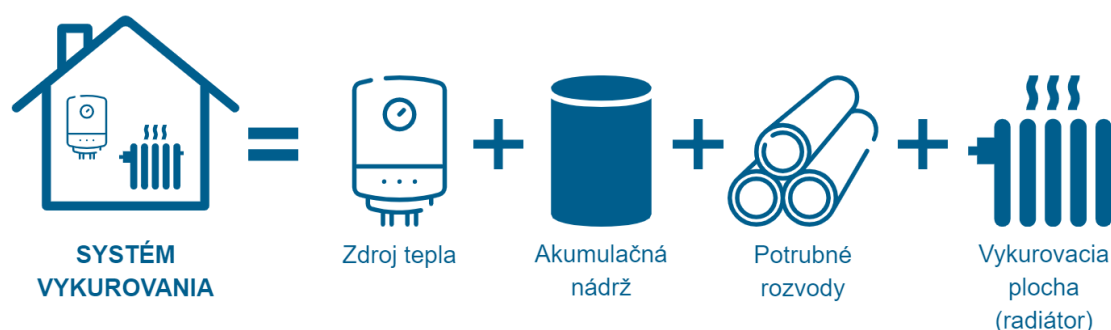 SYSTÉM
VYKUROVANIA
Zdroj tepla
Akumulačná
nádrž
Potrubné
rozvody
Vykurovacia
plocha
(radiátor)